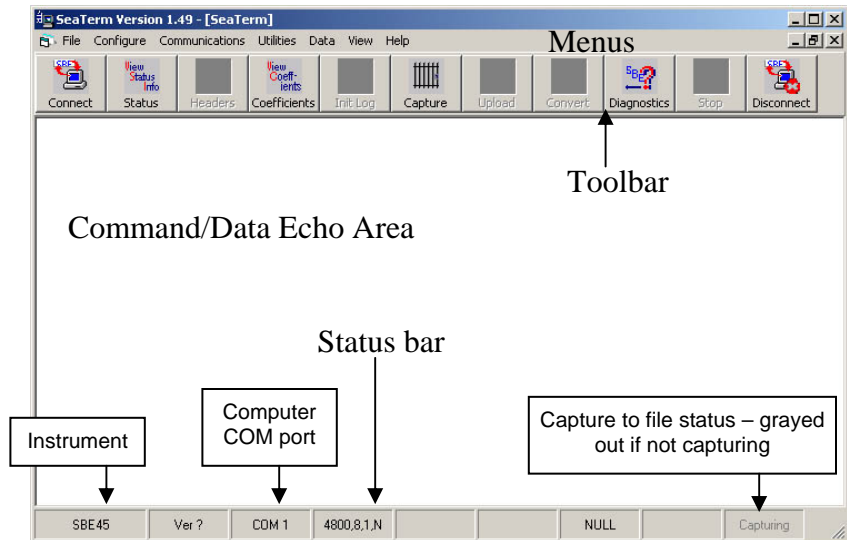 SeaTerm Version 1.49 - [SeaTerm]
File Configure Communications Utilities Data View Help
Menus
SBE
View Status Info
View Coeff-icients
SBE
SBE
Connect Status Headers Coefficients Init Log Capture Upload Convert Diagnostics Stop Disconnect
Toolbar
Command/Data Echo Area
Status bar
Instrument
Computer
COM port
Capture to file status – grayed
out if not capturing
SBE45 Ver ? COM 1 4800,8,1,N NULL Capturing